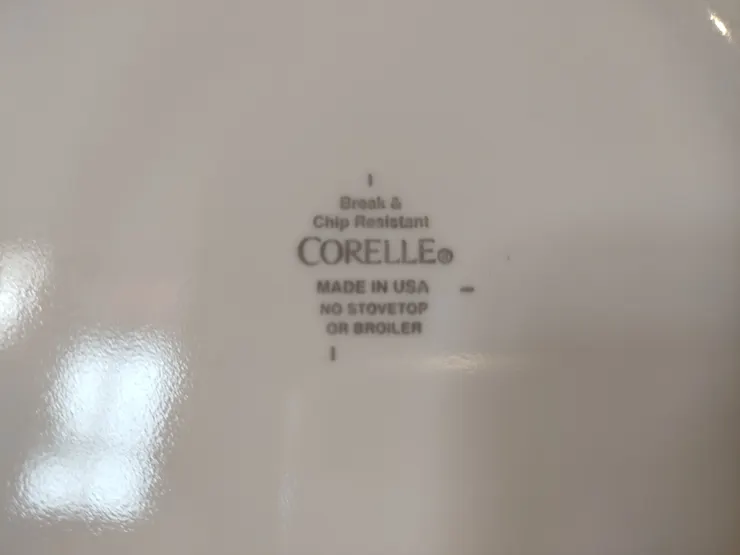 Break &
Chip Resistant
CORELLE®
MADE IN USA
NO STOVETOP
OR BROILER